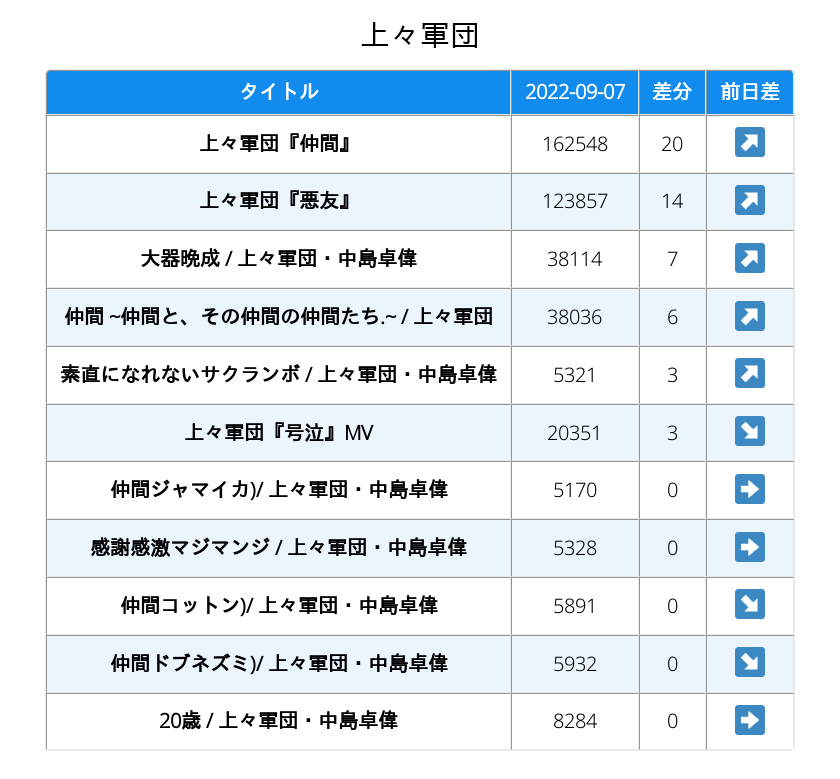 上々軍団
タイトル 2022-09-07 差分 前日差
上々軍団『仲間』 162548 20 ↗
上々軍団『悪友』 123857 14 ↗
大器晩成 / 上々軍団・中島卓偉 38114 7 ↗
仲間 ~仲間と、その仲間の仲間たち.~ / 上々軍団 38036 6 ↗
素直になれないサクランボ / 上々軍団・中島卓偉 5321 3 ↗
上々軍団『号泣』MV 20351 3 ↘
仲間ジャマイカ)/ 上々軍団・中島卓偉 5170 0 ➡
感謝感激マジマンジ / 上々軍団・中島卓偉 5328 0 ➡
仲間コットン)/ 上々軍団・中島卓偉 5891 0 ↘
仲間ドブネズミ)/ 上々軍団・中島卓偉 5932 0 ↘
20歳 / 上々軍団・中島卓偉 8284 0 ➡